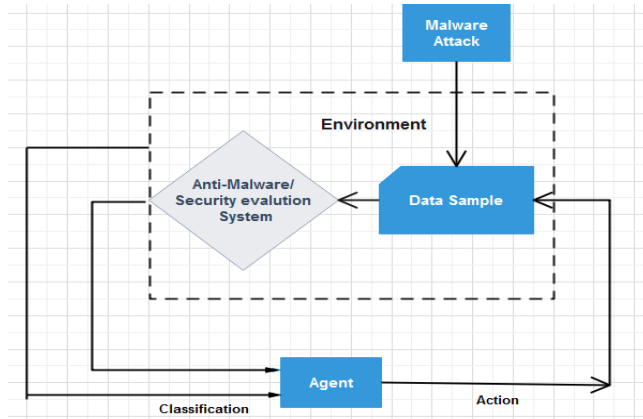 Malware
Attack
Environment
Anti-Malware/
Security evalution
System
Data Sample
Agent
Classification
Action